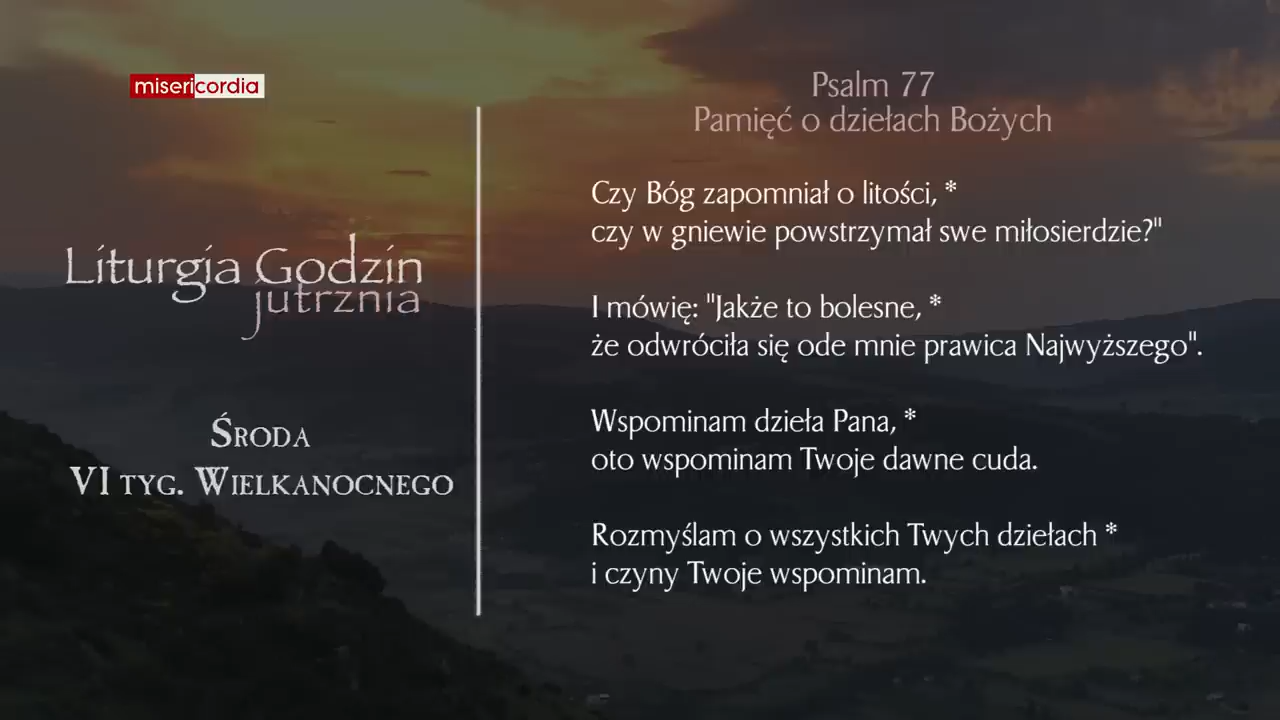 misericordia
Liturgia Godzin
jutrznia
Środa
VI tyg. Wielkanocnego
Psalm 77
Pamięć o dziełach Bożych
Czy Bóg zapomniał o litości, *
czy w gniewie powstrzymał swe miłosierdzie?"
I mówię: "Jakże to bolesne, *
że odwróciła się ode mnie prawica Najwyższego".
Wspominam dzieła Pana, *
oto wspominam Twoje dawne cuda.
Rozmyślam o wszystkich Twych dziełach *
i czyny Twoje wspominam.